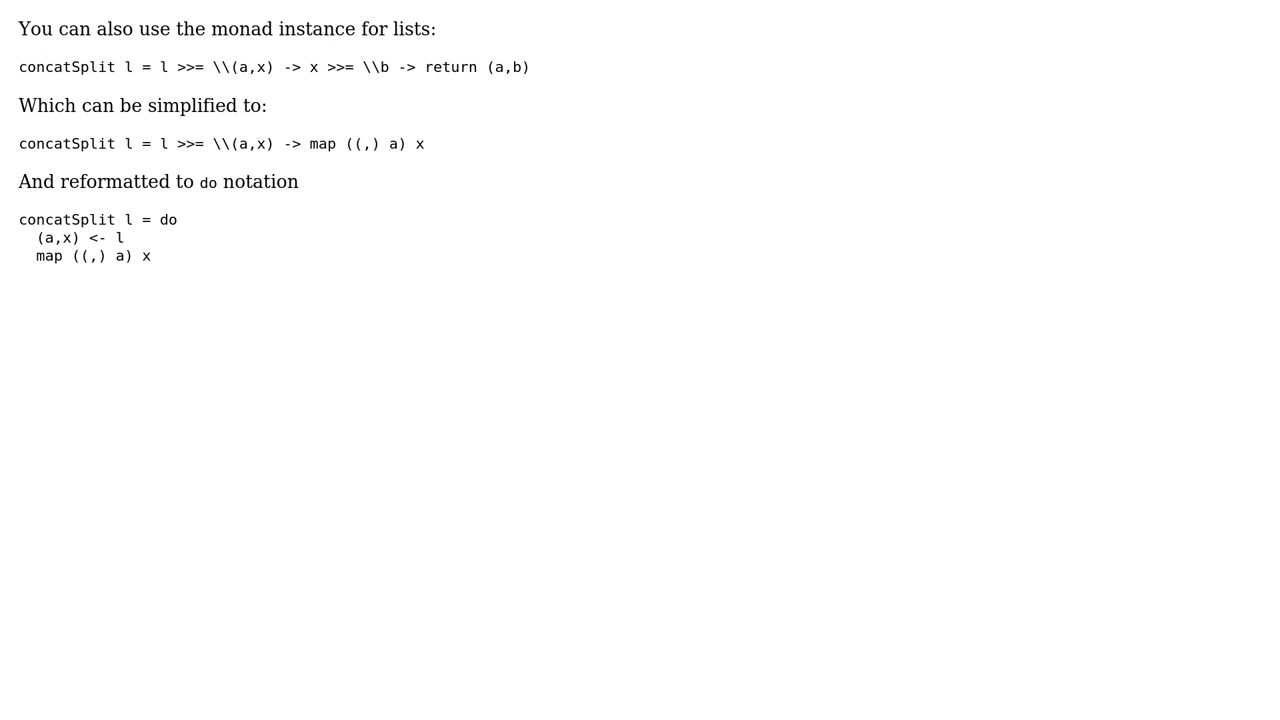 You can also use the monad instance for lists:
concatSplit l = l >>= \\(a,x) -> x >>= \\b -> return (a,b)
Which can be simplified to:
concatSplit l = l >>= \\(a,x) -> map ((,) a) x
And reformatted to do notation
concatSplit l = do
  (a,x) <- l
  map ((,) a) x